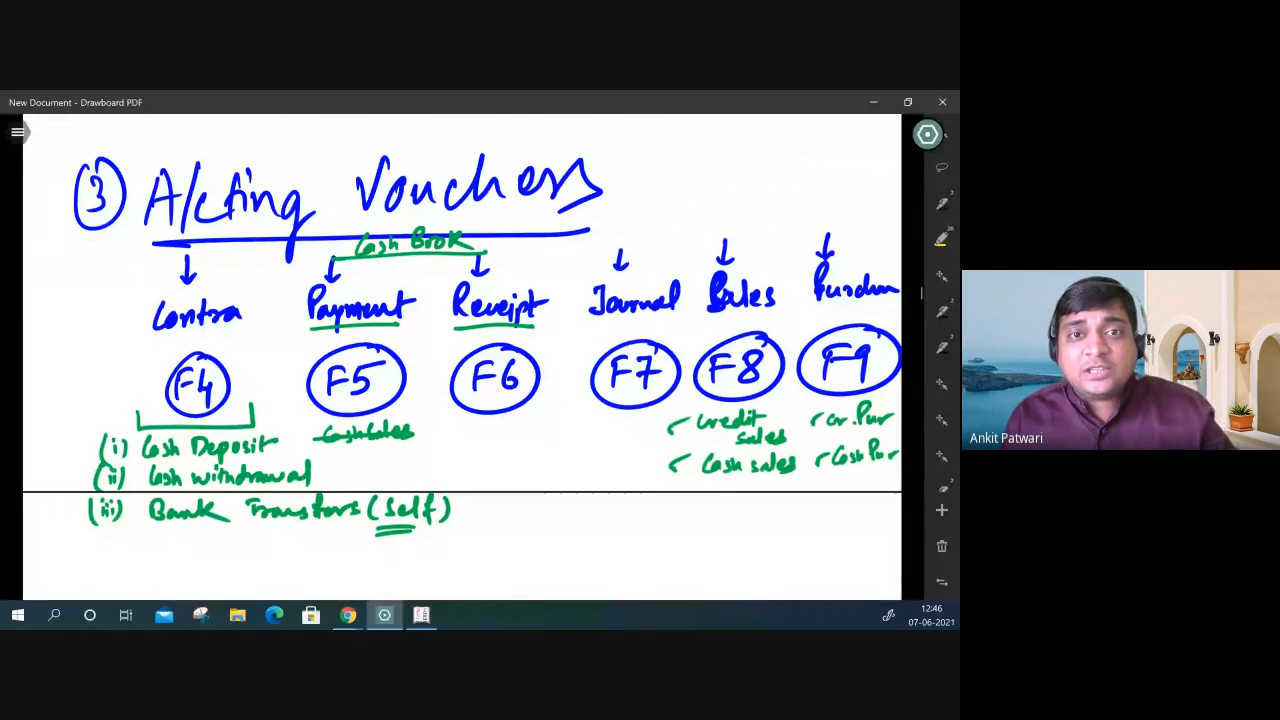 New Document - Drawboard PDF
③ A/cting Vouchers
Cash Book
Contra Payment Receipt Journal Sales Purchase
F4 F5 F6 F7 F8 F9
Cash Sales
Credit Sales
Cr. Pur
Cash Sales
Cash Pur
(i) Cash Deposit
(ii) Cash withdrawal
(iii) Bank Transfers (Self)
Ankit Patwari
12:46
07-06-2021